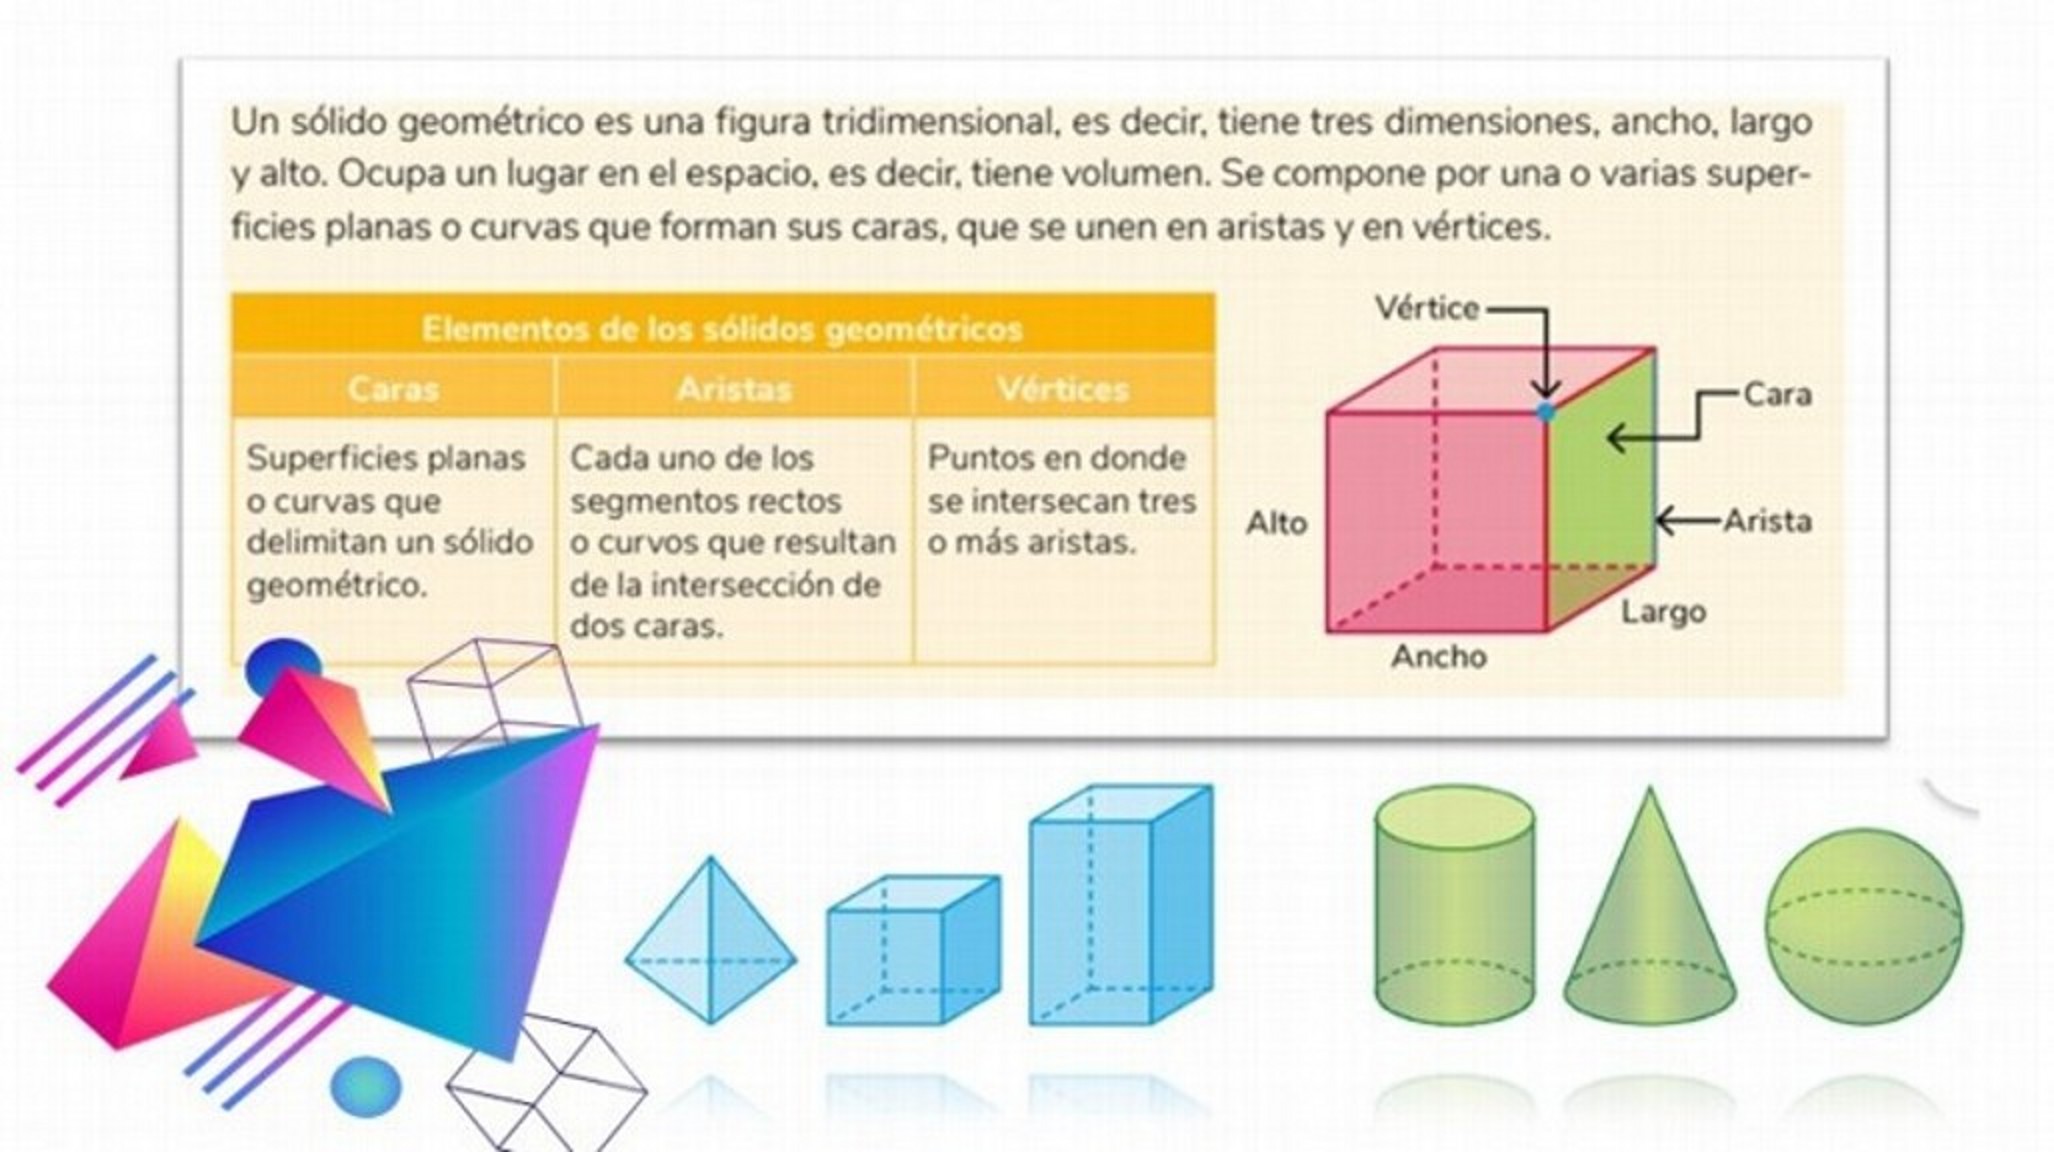 Un sólido geométrico es una figura tridimensional, es decir, tiene tres dimensiones, ancho, largo
y alto. Ocupa un lugar en el espacio, es decir, tiene volumen. Se compone por una o varias super-
ficies planas o curvas que forman sus caras, que se unen en aristas y en vértices.
Elementos de los sólidos geométricos
Caras
Aristas
Vértices
Superficies planas
o curvas que
delimitan un sólido
geométrico.
Cada uno de los
segmentos rectos
o curvos que resultan
de la intersección de
dos caras.
Puntos en donde
se intersecan tres
o más aristas.
Vértice
Cara
Alto
Arista
Largo
Ancho